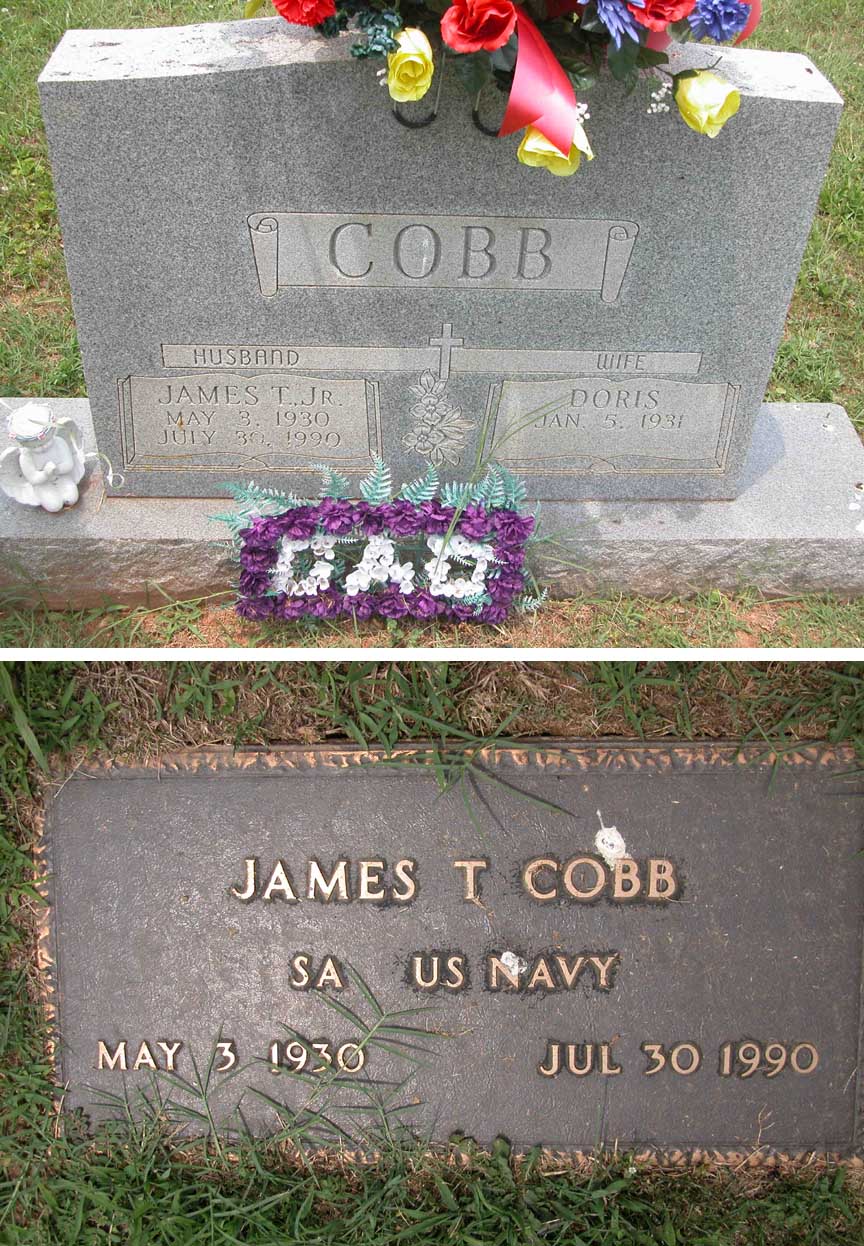 COBB
HUSBAND
WIFE
JAMES T., JR.
MAY 3, 1930
JULY 30, 1990
DORIS
JAN. 5, 1931
DAD
JAMES T COBB
SA US NAVY
MAY 3 1930 JUL 30 1990